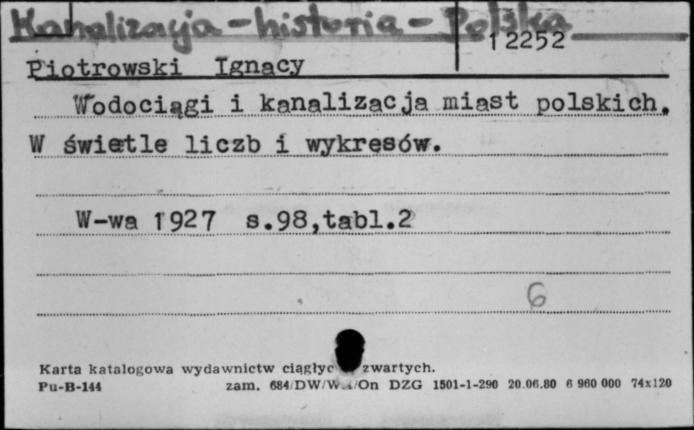 Kanalizacja - historia - Polska
12252
Piotrowski Ignacy
Wodociągi i kanalizacja miast polskich.
W świetle liczb i wykresów.
W-wa 1927 s.98,tabl.2
6
Karta katalogowa wydawnictw zwartych.
Pu-B-144 zam. 684/DW/On DZG 1501-1-290 20.06.80 6 960 000 74x120